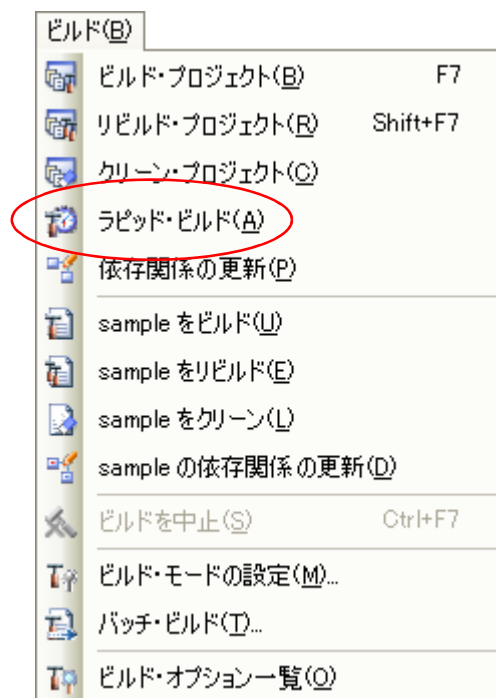 ビルド(B)
ビルド・プロジェクト(B) F7
リビルド・プロジェクト(R) Shift+F7
クリーン・プロジェクト(C)
ラピッド・ビルド(A)
依存関係の更新(P)
sample をビルド(U)
sample をリビルド(E)
sample をクリーン(L)
sample の依存関係の更新(D)
ビルドを中止(S) Ctrl+F7
ビルド・モードの設定(M)...
バッチ・ビルド(T)...
ビルド・オプション一覧(O)